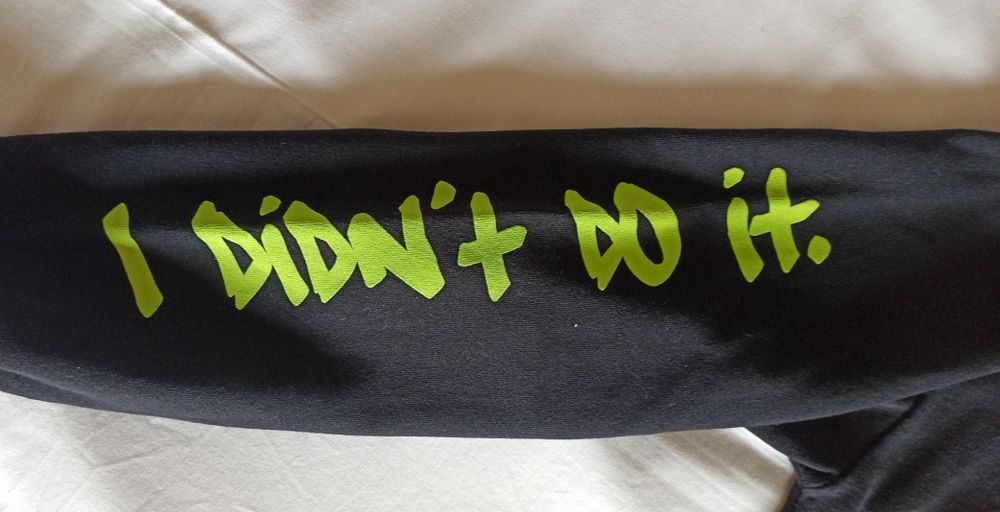 I DiDN't DO it.